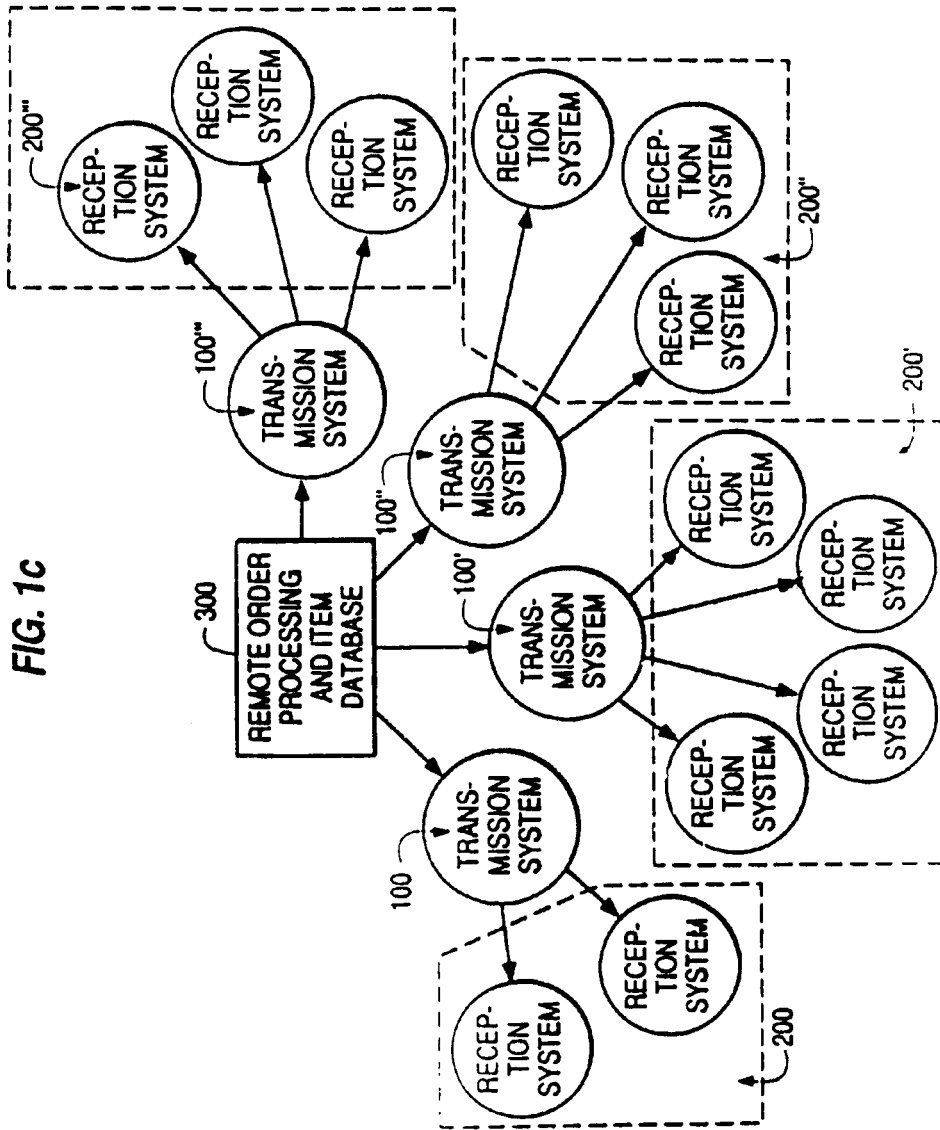 FIG. 1c
300
REMOTE ORDER
PROCESSING
AND ITEM
DATABASE
100
TRANS-
MISSION
SYSTEM
100'
TRANS-
MISSION
SYSTEM
100"
TRANS-
MISSION
SYSTEM
100'"
TRANS-
MISSION
SYSTEM
RECEP-
TION
SYSTEM
RECEP-
TION
SYSTEM
200
RECEP-
TION
SYSTEM
RECEP-
TION
SYSTEM
RECEP-
TION
SYSTEM
RECEP-
TION
SYSTEM
200'
RECEP-
TION
SYSTEM
RECEP-
TION
SYSTEM
RECEP-
TION
SYSTEM
200"
200'"
RECEP-
TION
SYSTEM
RECEP-
TION
SYSTEM
RECEP-
TION
SYSTEM